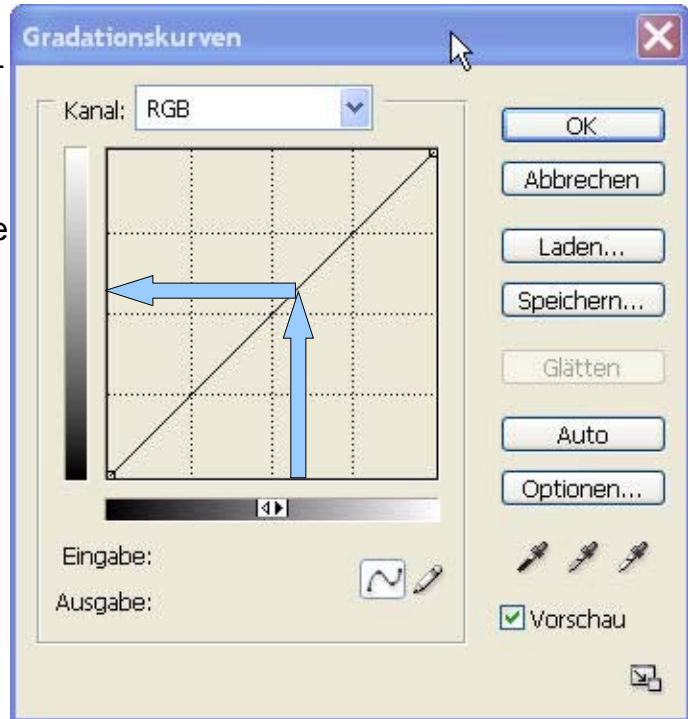 Gradationskurven
-
e
Kanal: RGB
OK
Abbrechen
Laden...
Speichern...
Glätten
Auto
Optionen...
Eingabe:
Ausgabe:
Vorschau